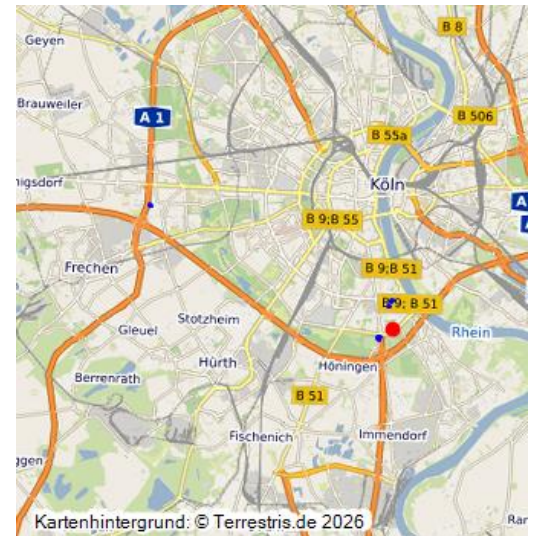 B 8
Geyen
Brauweiler
A 1
B 506
B 55a
nigsdorf
Köln
A
B 9;B 55
Frechen
B 9;B 51
B 9; B 51
Stotzheim
Gleuel
Rhein
Hürth
Höningen
Berrenrath
B 51
Fischenich
Immendorf
ggen
Kartenhintergrund: © Terrestris.de 2026
Rar